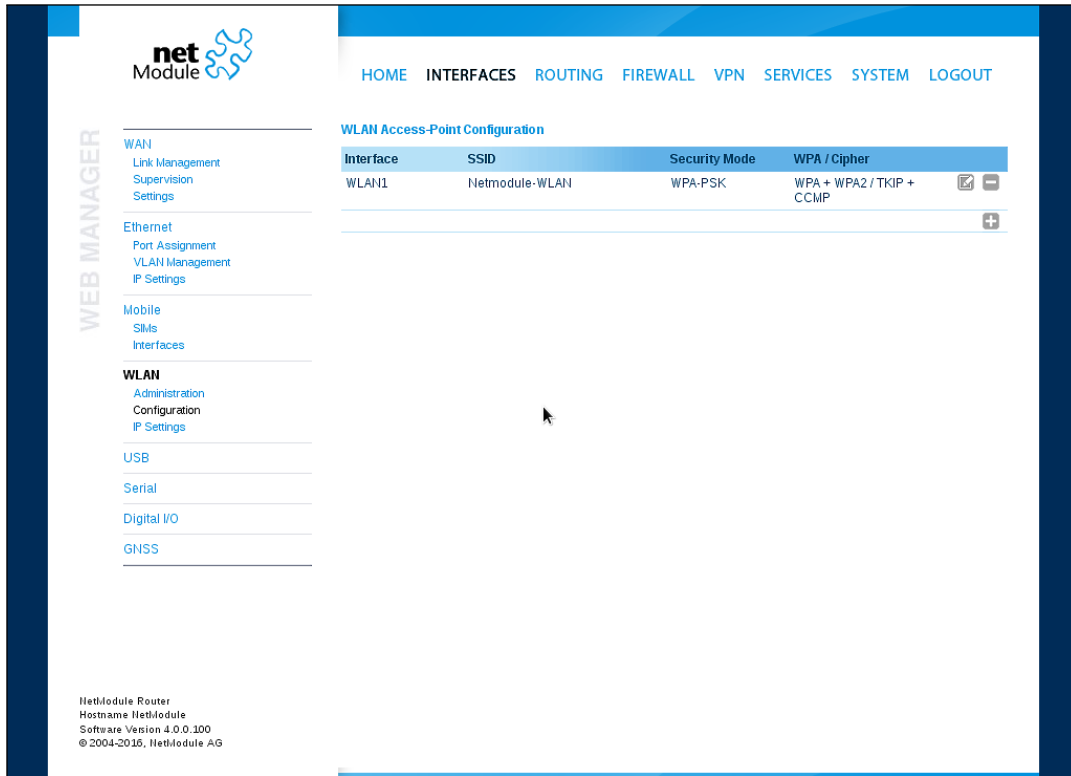 net
Module
HOME INTERFACES ROUTING FIREWALL VPN SERVICES SYSTEM LOGOUT
WEB MANAGER
WAN
Link Management
Supervision
Settings
Ethernet
Port Assignment
VLAN Management
IP Settings
Mobile
SIMs
Interfaces
WLAN
Administration
Configuration
IP Settings
USB
Serial
Digital I/O
GNSS
WLAN Access-Point Configuration
Interface SSID Security Mode WPA / Cipher
WLAN1 Netmodule-WLAN WPA-PSK WPA + WPA2 / TKIP +
CCMP
NetModule Router
Hostname NetModule
Software Version 4.0.0.100
© 2004-2016, NetModule AG